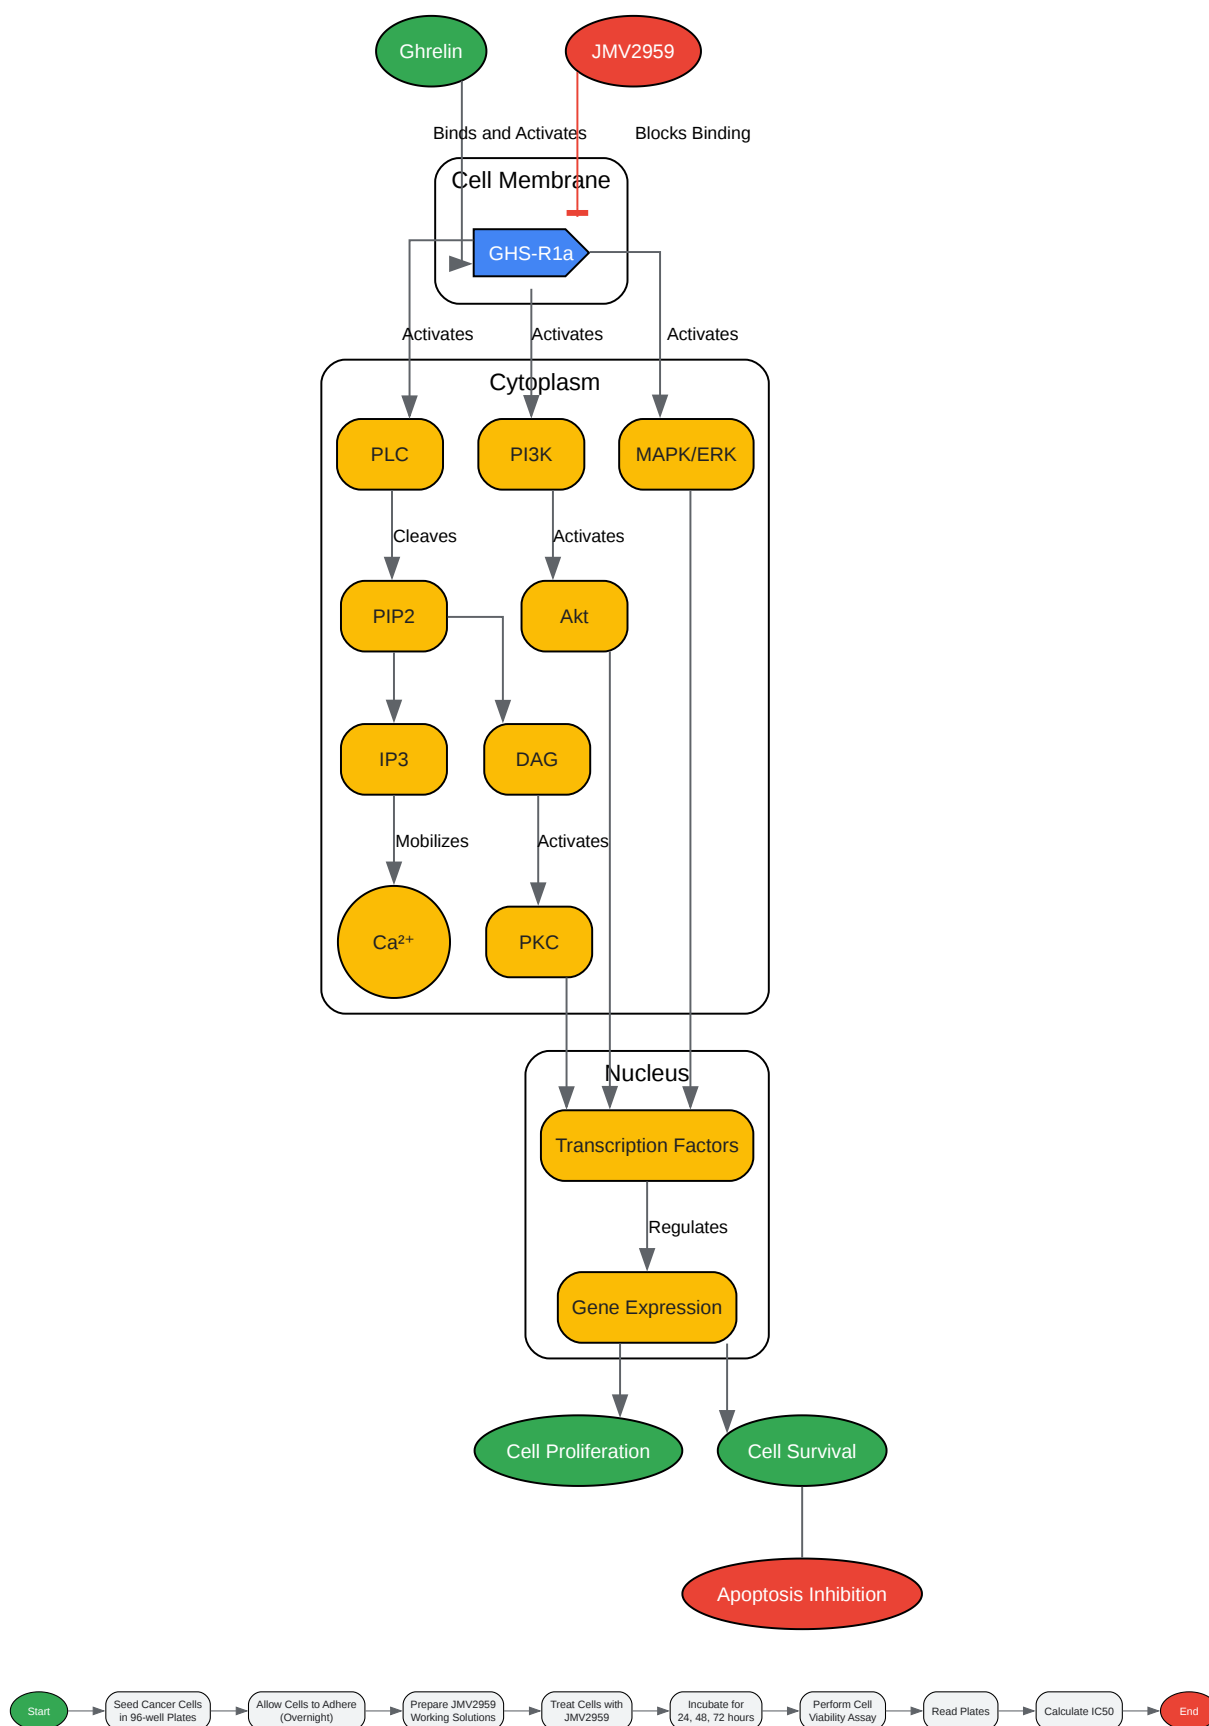 Ghrelin
JMV2959
Binds and Activates
Blocks Binding
Cell Membrane
GHS-R1a
Activates
Activates
Activates
Cytoplasm
PLC
PI3K
MAPK/ERK
Cleaves
Activates
PIP2
Akt
IP3
DAG
Mobilizes
Activates
Ca²⁺
PKC
Nucleus
Transcription Factors
Regulates
Gene Expression
Cell Proliferation
Cell Survival
Apoptosis Inhibition
Start
Seed Cancer Cells
in 96-well Plates
Allow Cells to Adhere
(Overnight)
Prepare JMV2959
Working Solutions
Treat Cells with
JMV2959
Incubate for
24, 48, 72 hours
Perform Cell
Viability Assay
Read Plates
Calculate IC50
End